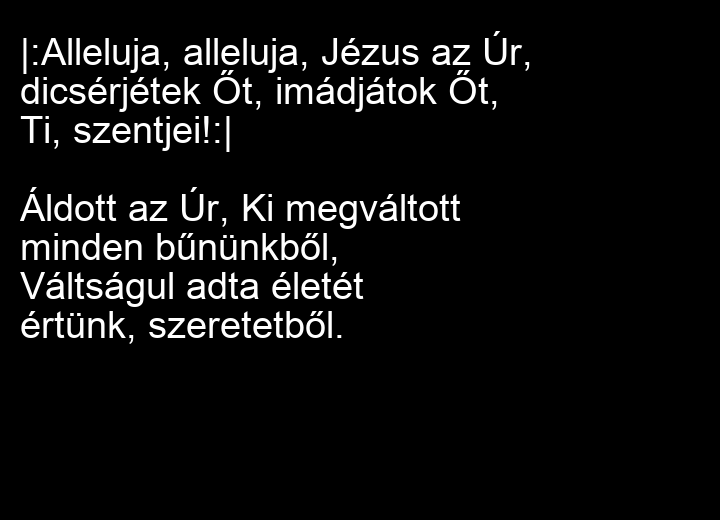 |:Alleluja, alleluja, Jézus az Úr,
dicsérjétek Őt, imádjátok Őt,
Ti, szentjei!:|
Áldott az Úr, Ki megváltott
minden bűnünkből,
Váltságul adta életét
értünk, szeretetből.